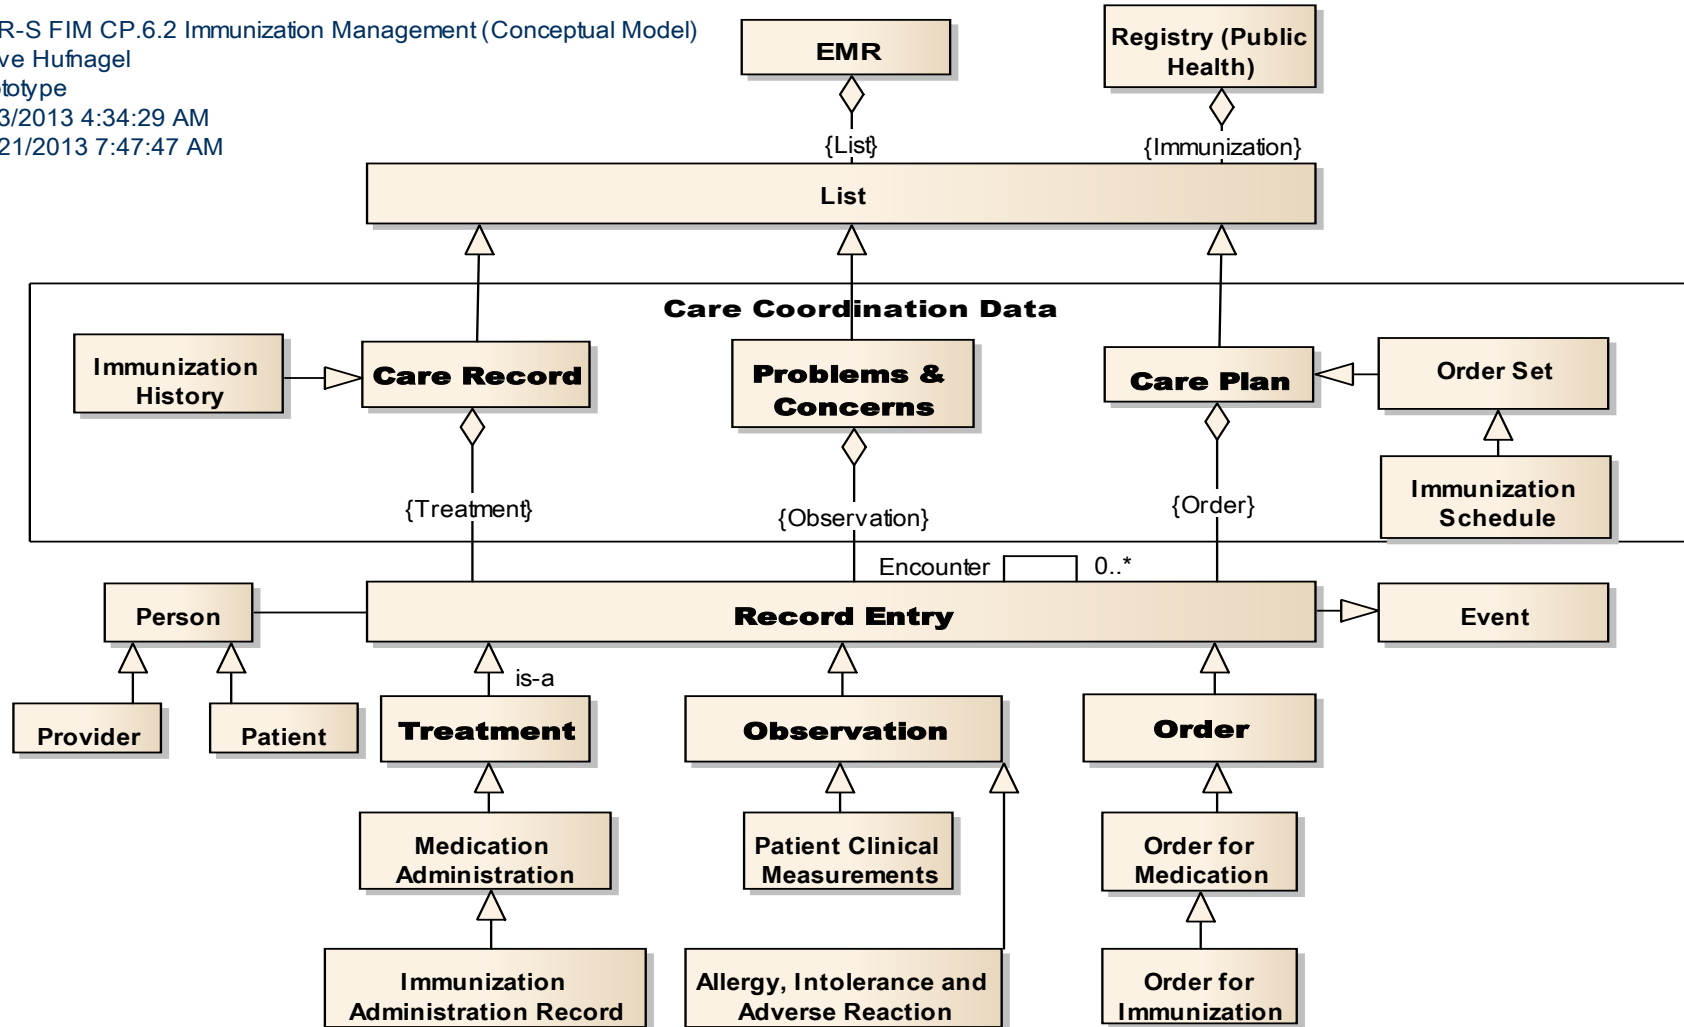 R-S FIM CP.6.2 Immunization Management (Conceptual Model)
ve Hufnagel
totype
3/2013 4:34:29 AM
21/2013 7:47:47 AM
EMR
Registry (Public
Health)
{List}
{Immunization}
List
Care Coordination Data
Immunization
History
Care Record
Problems &
Concerns
Care Plan
Order Set
Immunization
Schedule
{Treatment}
{Observation}
{Order}
Encounter
0..*
Person
Record Entry
Event
is-a
Provider
Patient
Treatment
Observation
Order
Medication
Administration
Patient Clinical
Measurements
Order for
Medication
Immunization
Administration Record
Allergy, Intolerance and
Adverse Reaction
Order for
Immunization